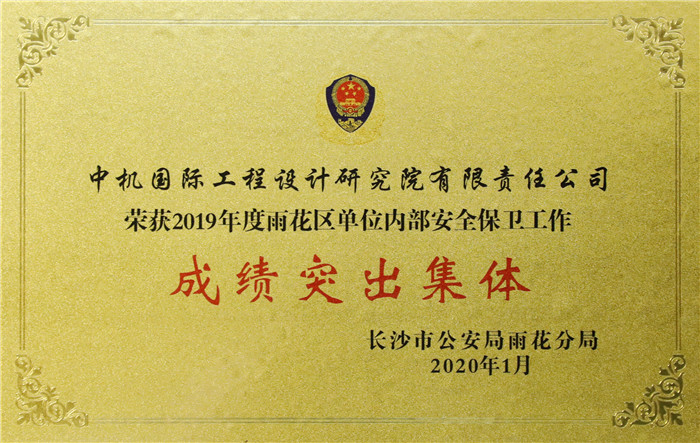 中机国际工程设计研究院有限责任公司
荣获2019年度雨花区单位内部安全保卫工作
成绩突出集体
长沙市公安局雨花分局
2020年1月